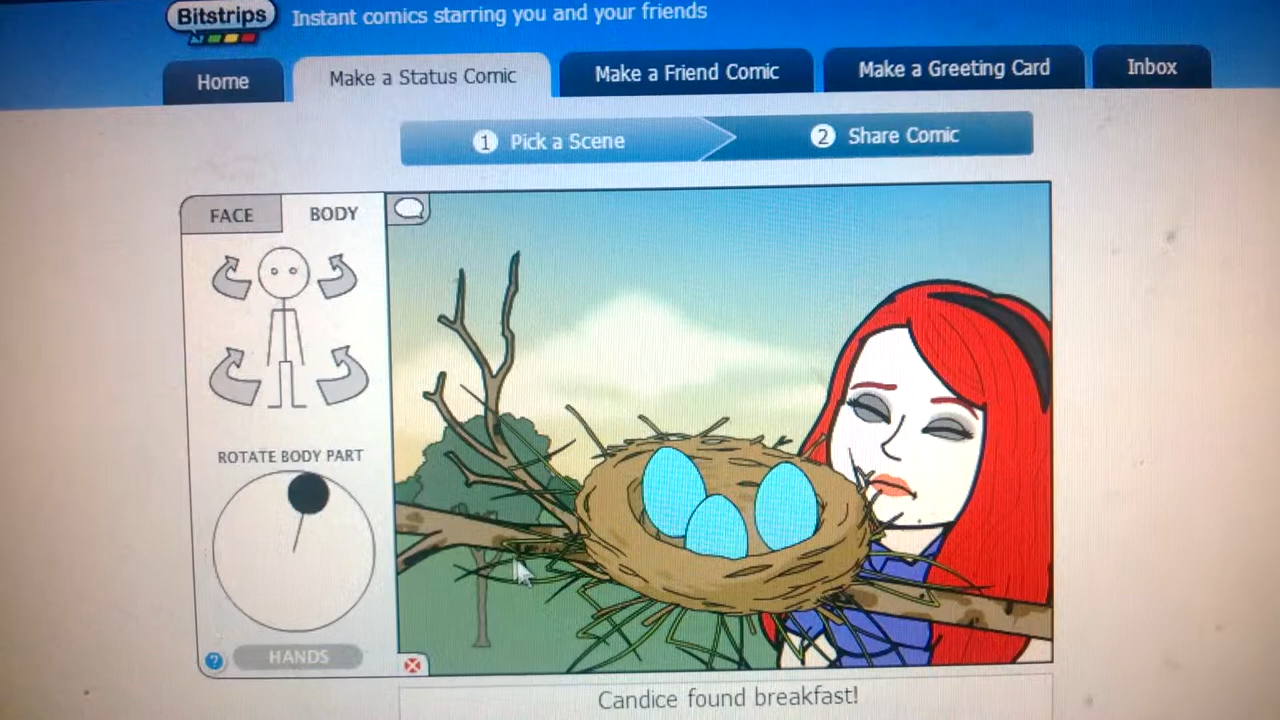 Bitstrips
Instant comics starring you and your friends
Home
Make a Status Comic
Make a Friend Comic
Make a Greeting Card
Inbox
1 Pick a Scene
2 Share Comic
FACE
BODY
ROTATE BODY PART
? HANDS
Candice found breakfast!